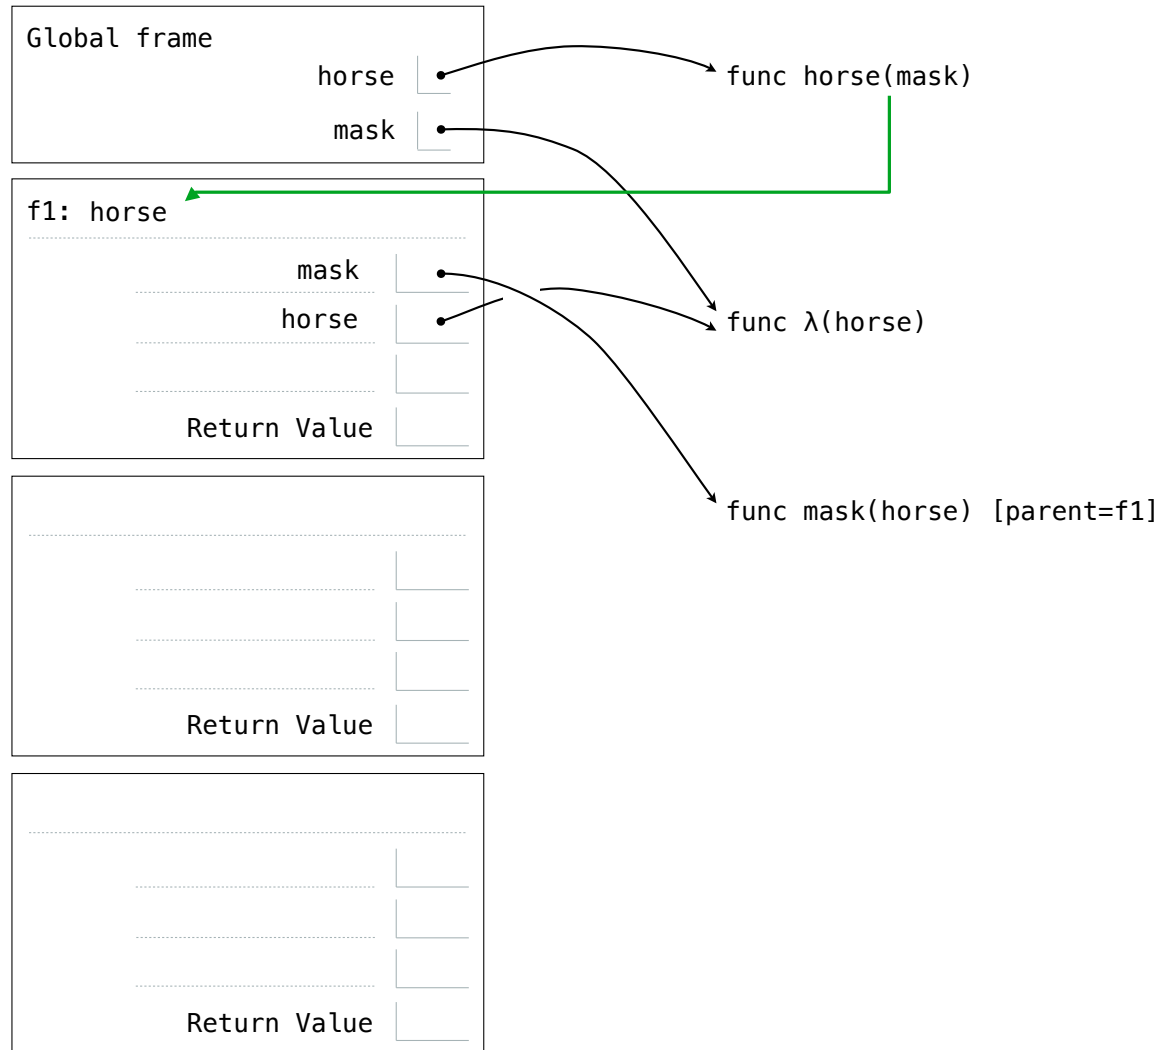 Global frame
horse
func horse(mask)
mask
f1: horse
mask
horse
func λ(horse)
Return Value
func mask(horse) [parent=f1]
Return Value
Return Value